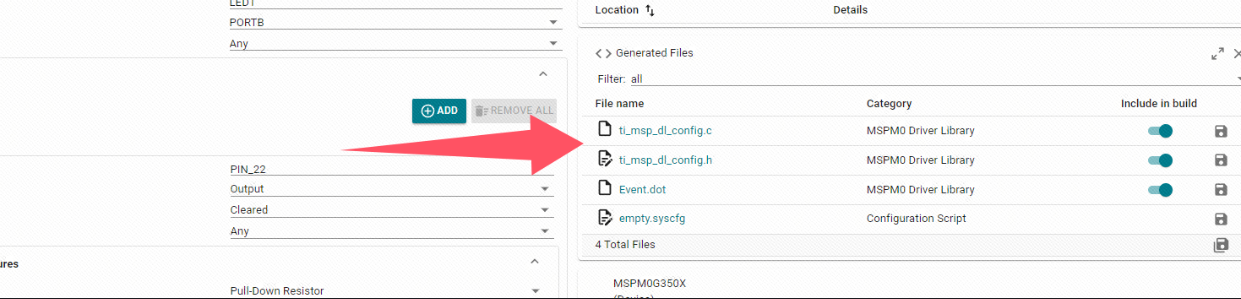 LED1
PORTB
Any
ADD
REMOVE ALL
PIN_22
Output
Cleared
Any
ures
Pull-Down Resistor
Location Details
Generated Files
Filter: all
File name Category Include in build
ti_msp_dl_config.c MSPM0 Driver Library
ti_msp_dl_config.h MSPM0 Driver Library
Event.dot MSPM0 Driver Library
empty.syscfg Configuration Script
4 Total Files
MSPM0G350X
(Device)